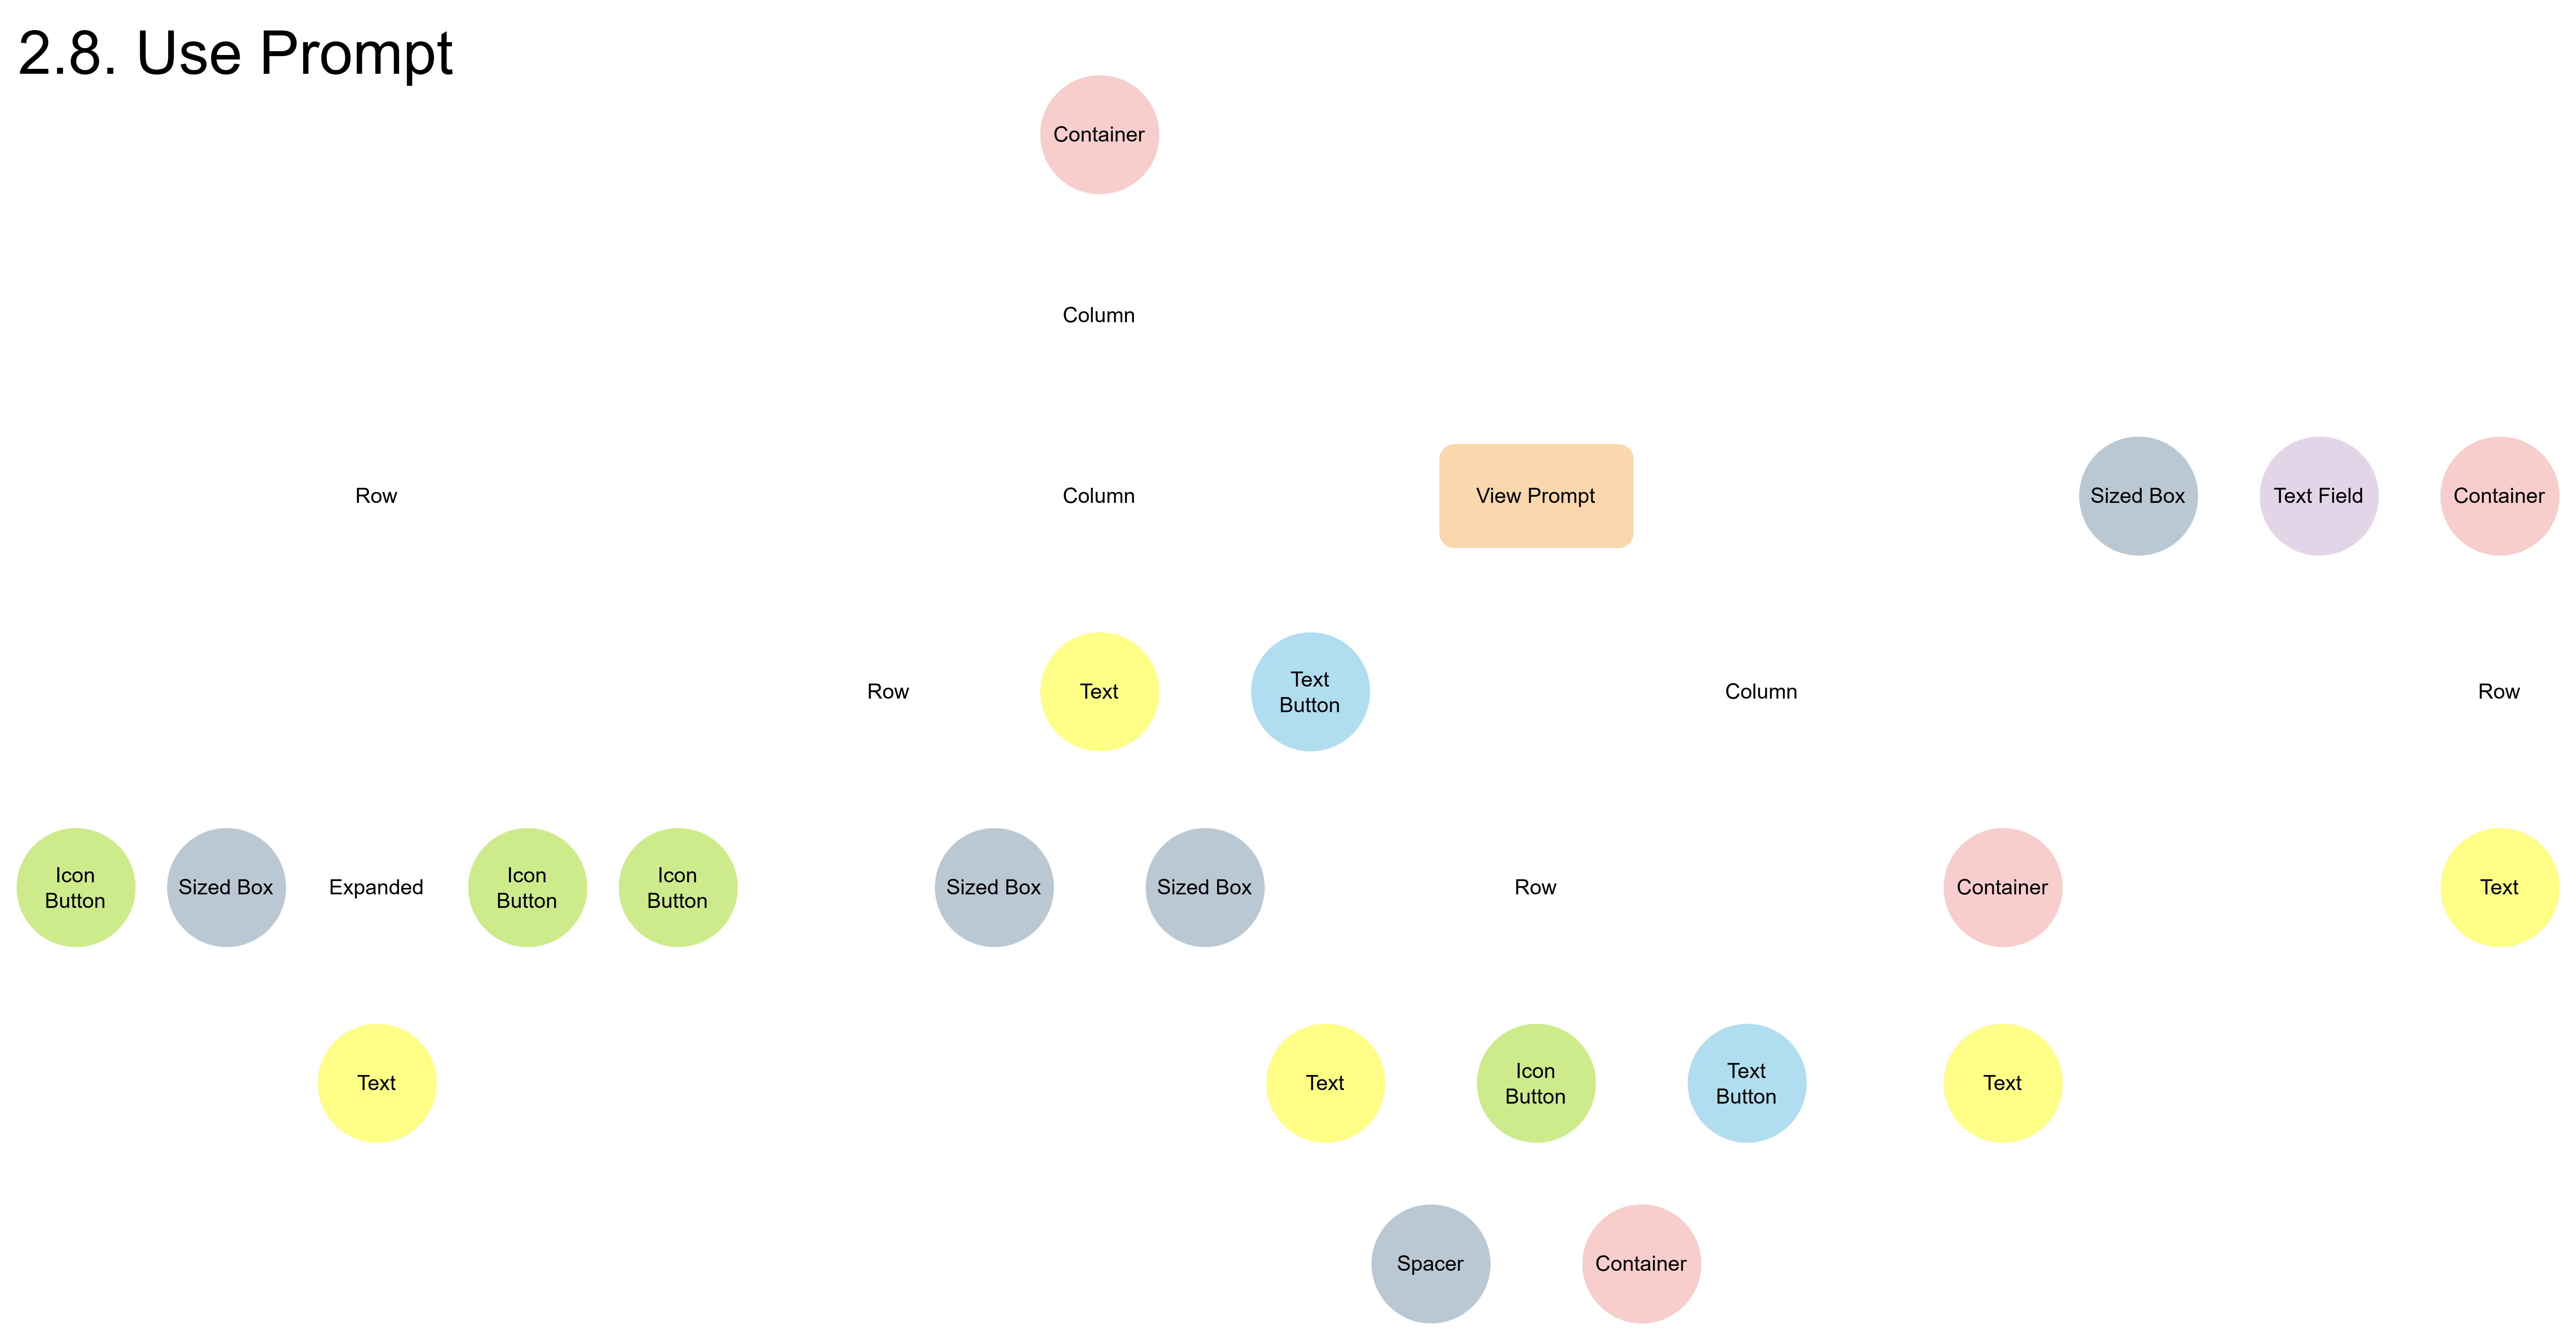 2.8. Use Prompt
Container
Column
Row
Column
View Prompt
Sized Box
Text Field
Container
Row
Text
Text
Button
Column
Row
Icon
Button
Sized Box
Expanded
Icon
Button
Icon
Button
Sized Box
Sized Box
Row
Container
Text
Text
Text
Icon
Button
Text
Button
Text
Spacer
Container